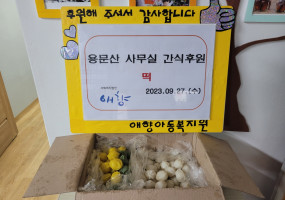 후원해 주셔서 감사합니다
용문산 사무실 간식후원
떡
애향
2023.09.27 (수)
애향아동복지원